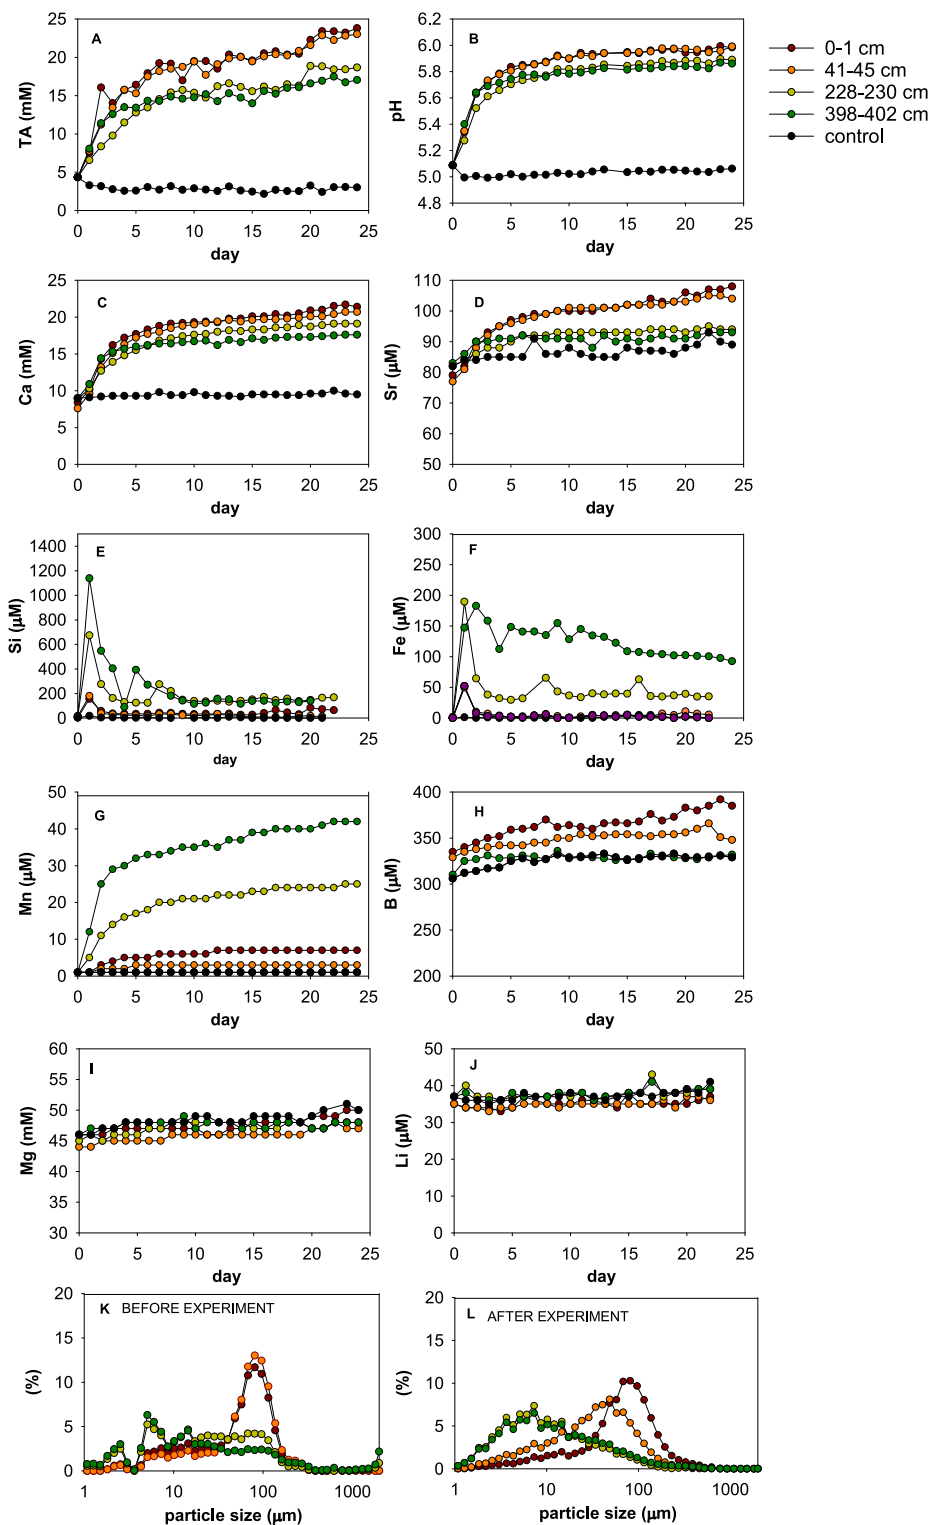 A
TA (mM)
25
20
15
10
5
0
0 5 10 15 20 25
day
B
pH
6.2
6.0
5.8
5.6
5.4
5.2
5.0
4.8
0 5 10 15 20 25
day
0-1 cm
41-45 cm
228-230 cm
398-402 cm
control
C
Ca (mM)
25
20
15
10
5
0
0 5 10 15 20 25
day
D
Sr (µM)
110
100
90
80
70
60
50
0 5 10 15 20 25
day
E
Si (µM)
1400
1200
1000
800
600
400
200
0
0 5 10 15 20 25
day
F
Fe (µM)
300
250
200
150
100
50
0
0 5 10 15 20 25
day
G
Mn (µM)
50
40
30
20
10
0
0 5 10 15 20 25
day
H
B (µM)
400
350
300
250
200
0 5 10 15 20 25
day
I
Mg (mM)
60
55
50
45
40
35
30
0 5 10 15 20 25
day
J
Li (µM)
50
40
30
20
10
0
0 5 10 15 20 25
day
K BEFORE EXPERIMENT
(%)
20
15
10
5
0
1 10 100 1000
particle size (µm)
L AFTER EXPERIMENT
(%)
20
15
10
5
0
1 10 100 1000
particle size (µm)